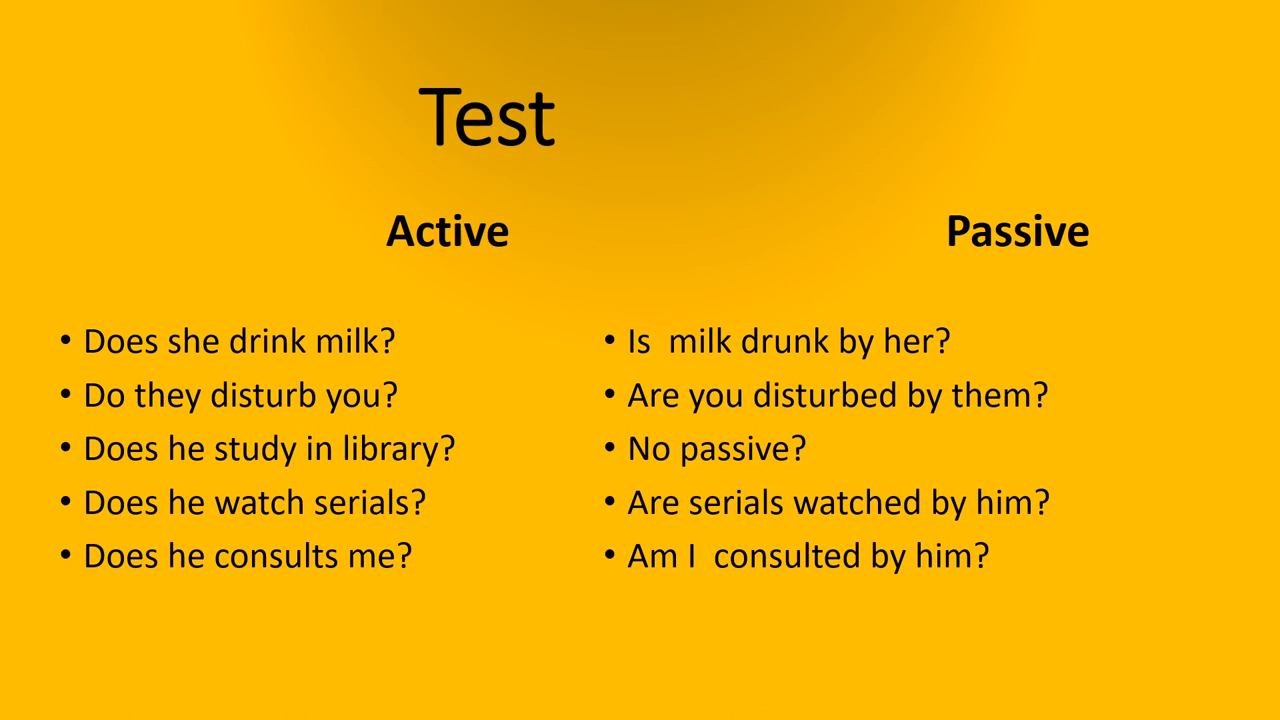 Test
Active
Passive
• Does she drink milk?
• Do they disturb you?
• Does he study in library?
• Does he watch serials?
• Does he consults me?
• Is  milk drunk by her?
• Are you disturbed by them?
• No passive?
• Are serials watched by him?
• Am I  consulted by him?